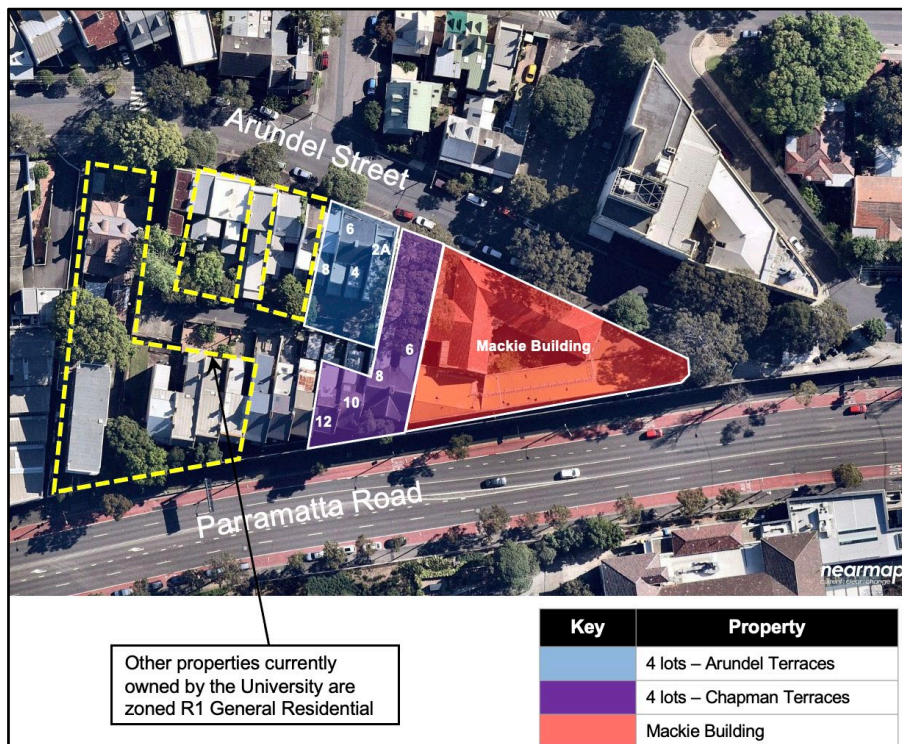 Arundel Street
6
2A
8
4
Mackie Building
6
8
10
12
Parramatta Road
nearmap
Other properties currently
owned by the University are
zoned R1 General Residential
Key Property
4 lots – Arundel Terraces
4 lots – Chapman Terraces
Mackie Building